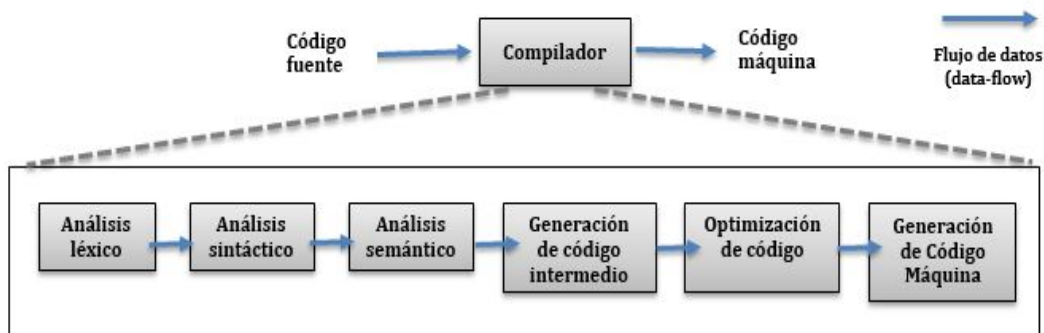 Código
fuente
Compilador
Código
máquina
Flujo de datos
(data-flow)
Análisis
léxico
Análisis
sintáctico
Análisis
semántico
Generación
de código
intermedio
Optimización
de código
Generación
de Código
Máquina